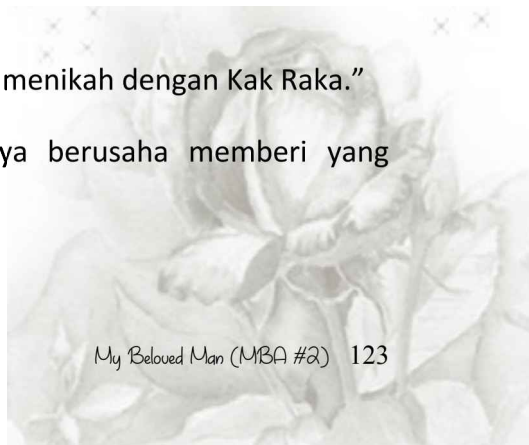 menikah dengan Kak Raka.”
ya berusaha memberi yang
My Beloved Man (MBA #2) 123